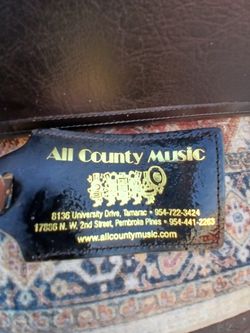 All County Music
8136 University Drive, Tamarac • 954-722-3424
17886 N. W. 2nd Street, Pembroke Pines • 954-441-2263
www.allcountymusic.com